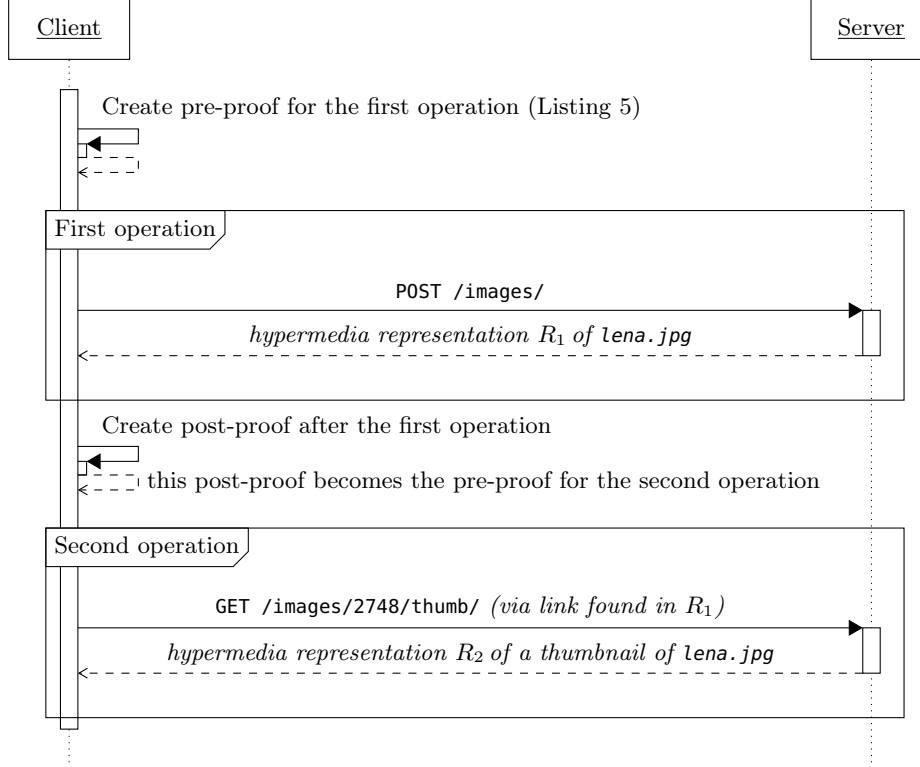 Client
Server
Create pre-proof for the first operation (Listing 5)
First operation
POST /images/
hypermedia representation R₁ of lena.jpg
Create post-proof after the first operation
this post-proof becomes the pre-proof for the second operation
Second operation
GET /images/2748/thumb/ (via link found in R₁)
hypermedia representation R₂ of a thumbnail of lena.jpg